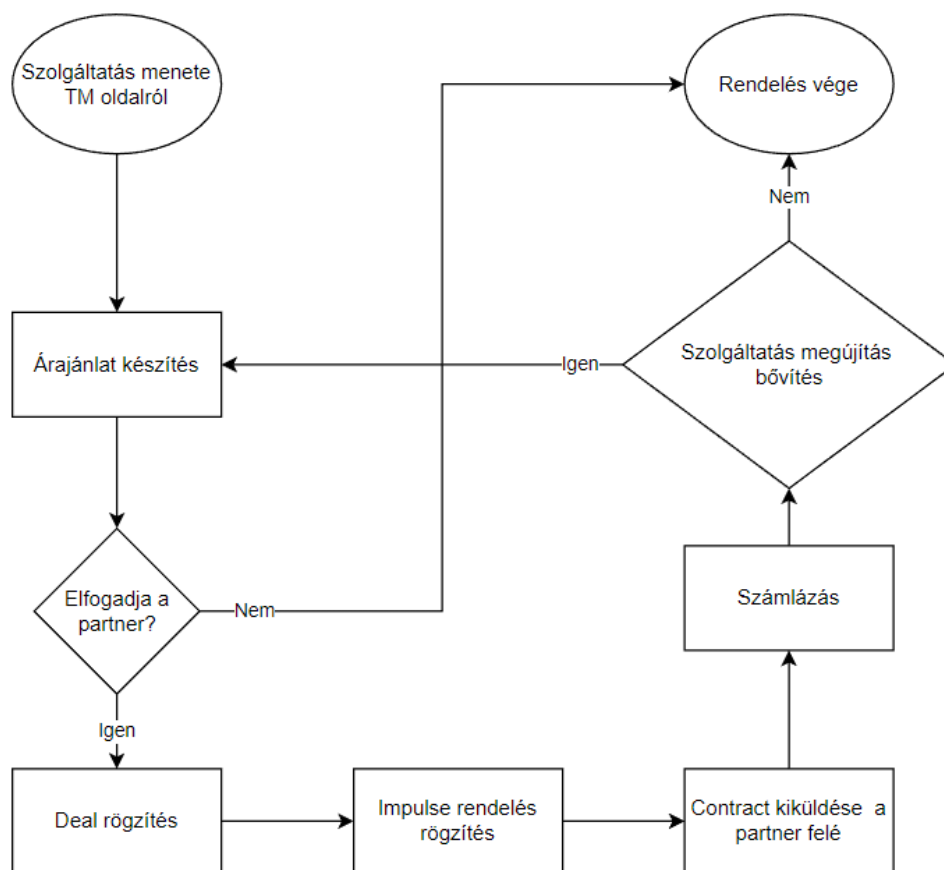 Szolgáltatás menete
TM oldalról
Rendelés vége
Nem
Árajánlat készítés
Igen
Szolgáltatás megújítás
bővítés
Elfogadja a
partner?
Nem
Számlázás
Igen
Deal rögzítés
Impulse rendelés
rögzítés
Contract kiküldése a
partner felé